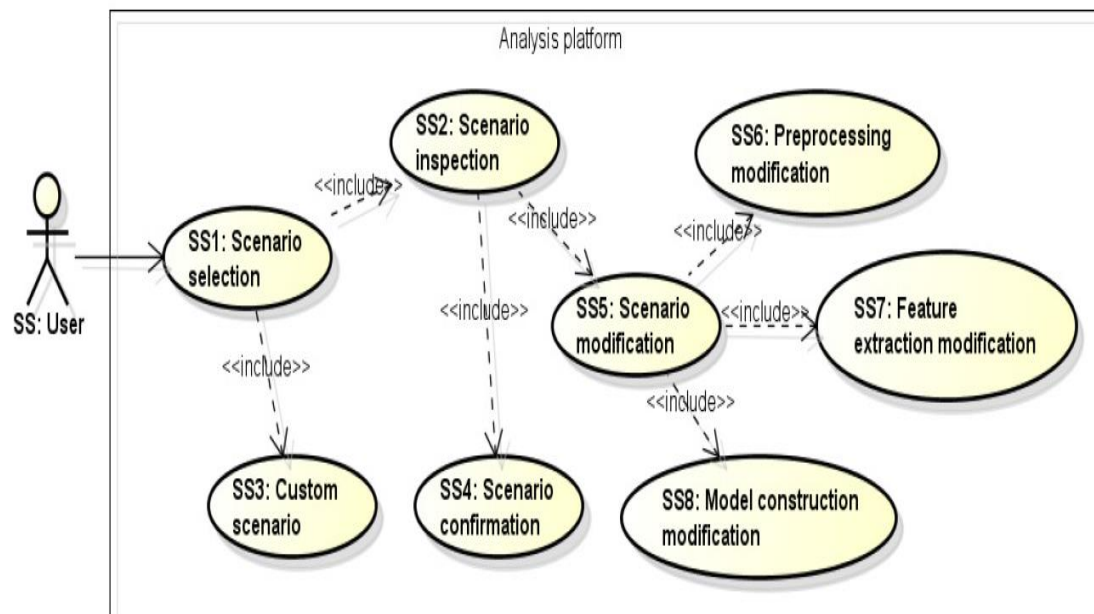 Analysis platform
SS2: Scenario
inspection
SS6: Preprocessing
modification
<<include>>
<<include>>
<<include>>
SS1: Scenario
selection
SS: User
SS5: Scenario
modification
<<include>>
SS7: Feature
extraction modification
<<include>>
<<include>>
<<include>>
SS3: Custom
scenario
SS4: Scenario
confirmation
SS8: Model construction
modification